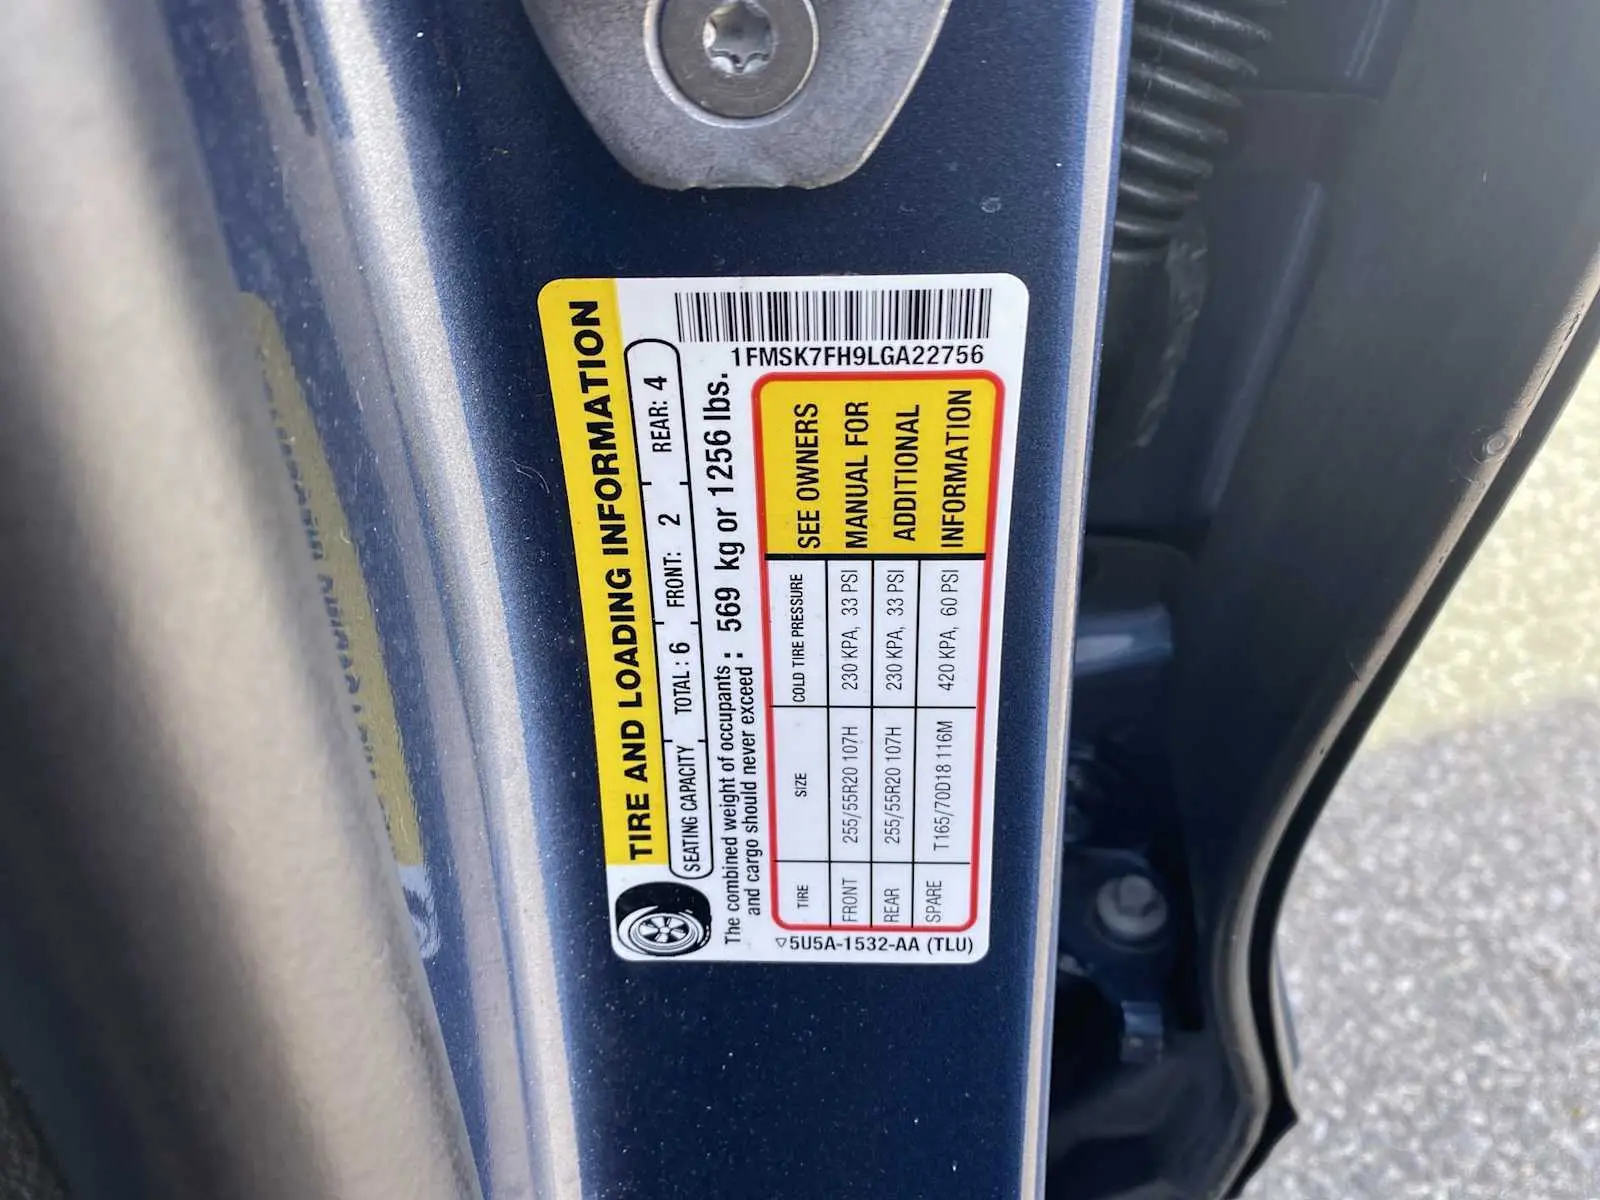 1FMSK7FH9LGA22756
TIRE AND LOADING INFORMATION
SEATING CAPACITY TOTAL: 6 FRONT: 2 REAR: 4
The combined weight of occupants and cargo should never exceed : 569 kg or 1256 lbs.
TIRE SIZE COLD TIRE PRESSURE
FRONT 255/55R20 107H 230 KPA, 33 PSI
REAR 255/55R20 107H 230 KPA, 33 PSI
SPARE T165/70D18 116M 420 KPA, 60 PSI
SEE OWNERS
MANUAL FOR
ADDITIONAL
INFORMATION
5U5A-1532-AA (TLU)